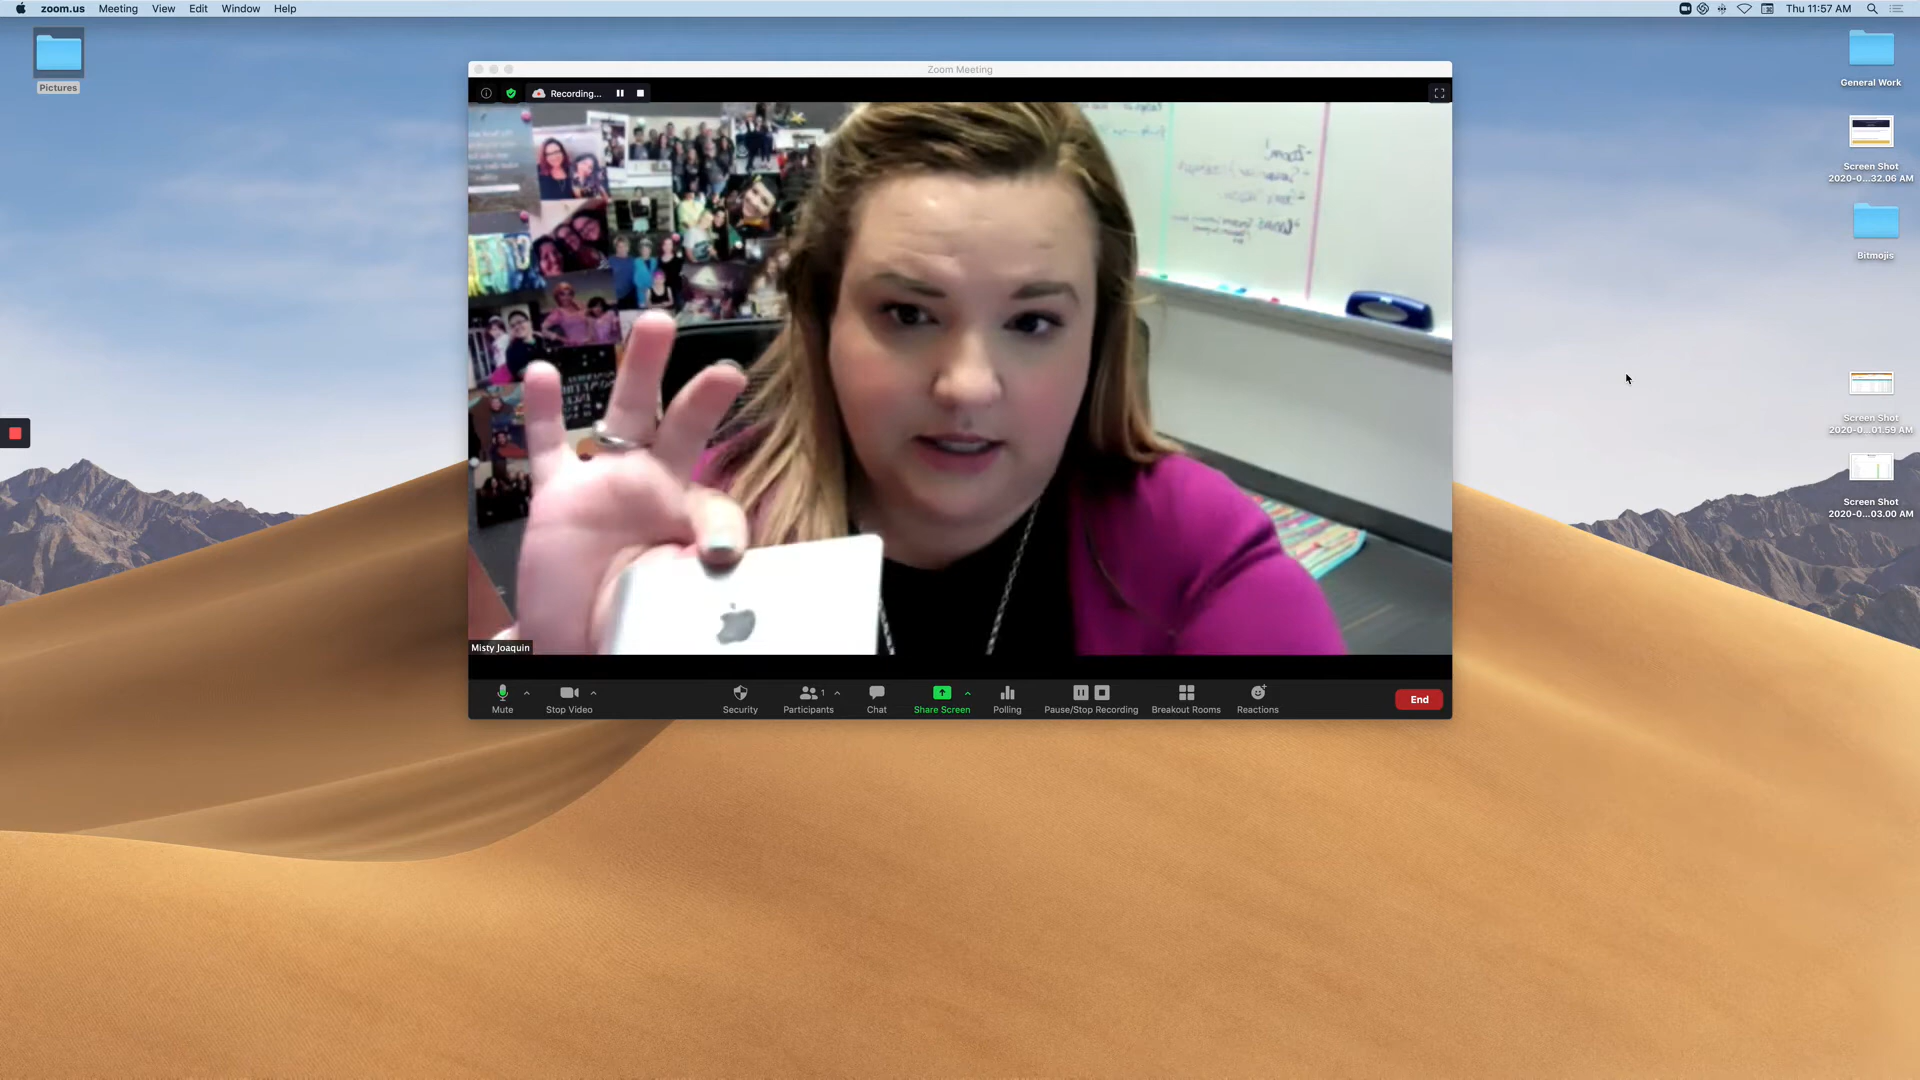 zoom.us Meeting View Edit Window Help
Thu 11:57 AM
Pictures
General Work
Screen Shot
2020-0...32.06 AM
Bitmojis
Screen Shot
2020-0...01.59 AM
Screen Shot
2020-0...03.00 AM
Zoom Meeting
Recording...
Misty Joaquin
Mute
Stop Video
Security
Participants 1
Chat
Share Screen
Polling
Pause/Stop Recording
Breakout Rooms
Reactions
End